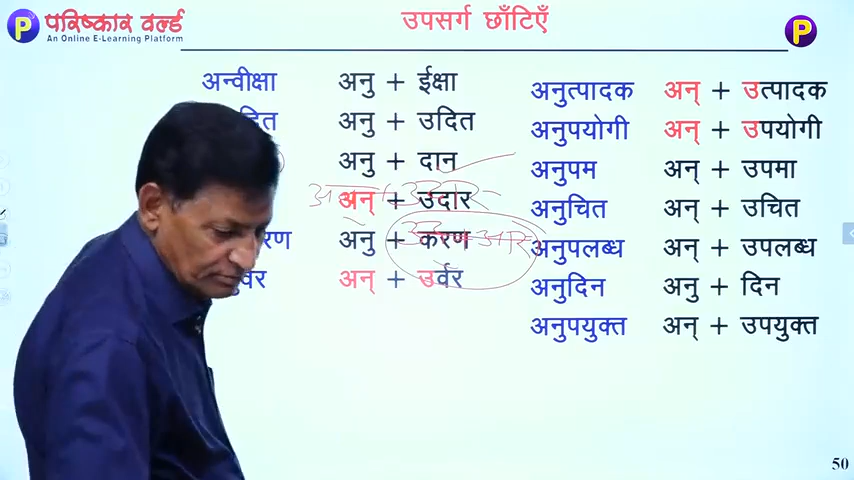 परिष्कार वर्ल्ड
An Online E-Learning Platform
उपसर्ग छाँटिएँ
अन्वीक्षा अनु + ईक्षा
अनु + उदित
अनु + दान
अन् + उदार
अनु + करण
अन् + उर्वर
अनुत्पादक अन् + उत्पादक
अनुपयोगी अन् + उपयोगी
अनुपम अन् + उपमा
अनुचित अन् + उचित
अनुपलब्ध अन् + उपलब्ध
अनुदिन अनु + दिन
अनुपयुक्त अन् + उपयुक्त
50